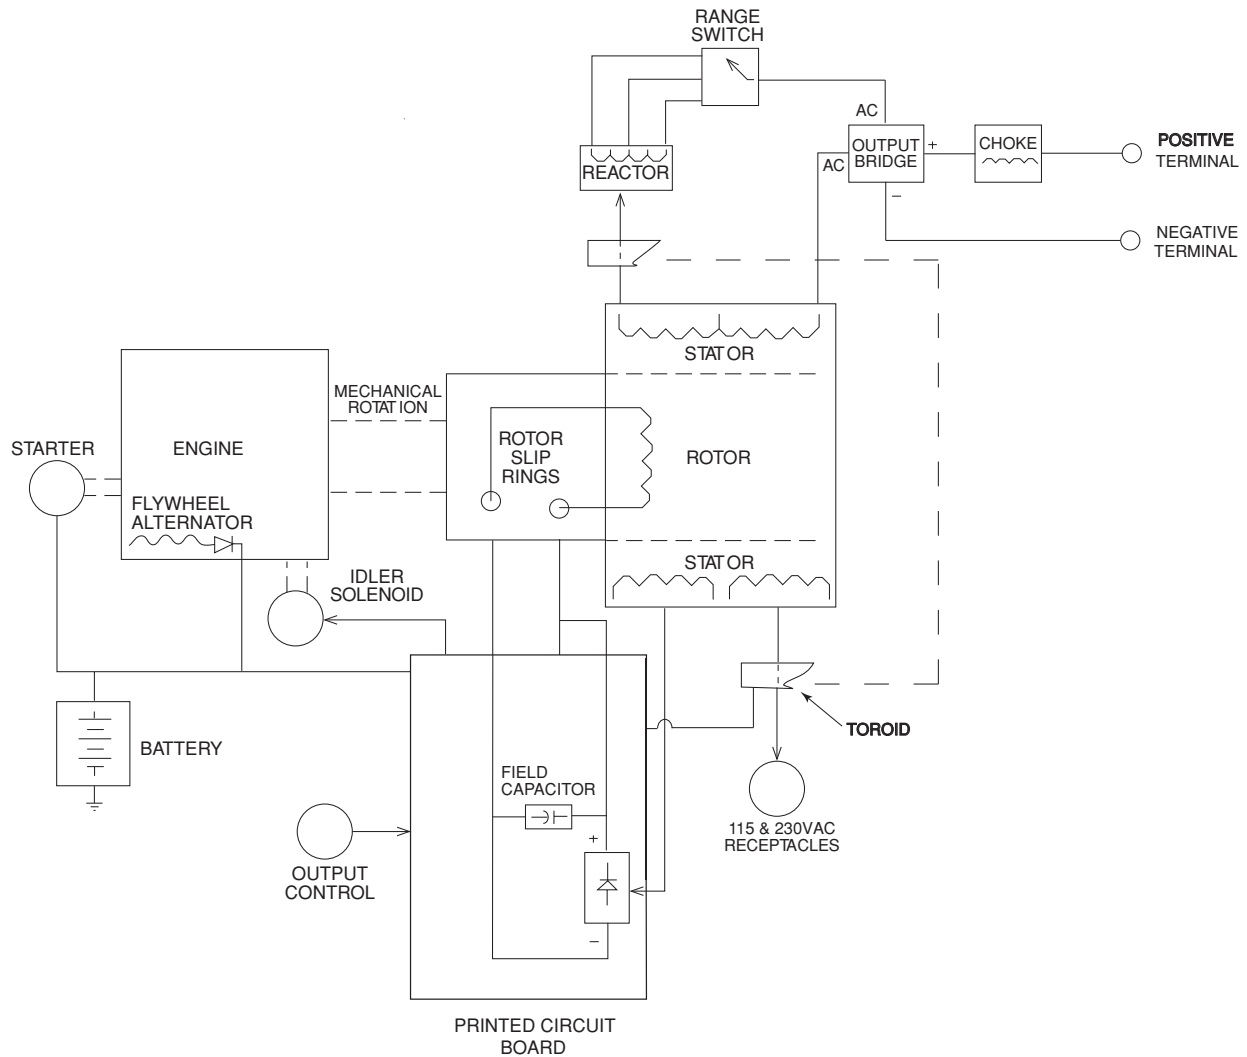 RANGE
SWITCH
AC
OUTPUT
BRIDGE
+
CHOKE
POSITIVE
TERMINAL
AC
REACTOR
−
NEGATIVE
TERMINAL
STATOR
MECHANICAL
ROTATION
STARTER
ENGINE
ROTOR
SLIP
RINGS
ROTOR
FLYWHEEL
ALTERNATOR
STATOR
IDLER
SOLENOID
TOROID
BATTERY
FIELD
CAPACITOR
115 & 230VAC
RECEPTACLES
+
OUTPUT
CONTROL
−
PRINTED CIRCUIT
BOARD